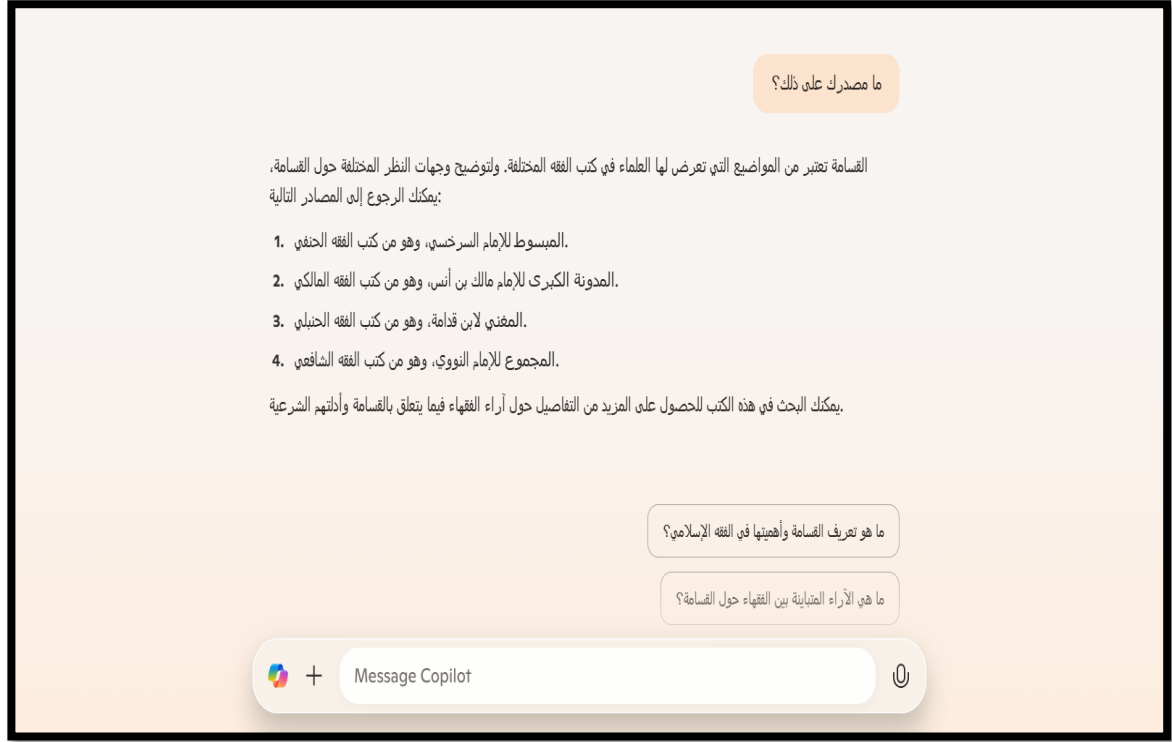 ما مصدرك على ذلك؟
القسامة تعتبر من المواضيع التي تعرض لها العلماء في كتب الفقه المختلفة. ولتوضيح وجهات النظر المختلفة حول القسامة،
يمكنك الرجوع إلى المصادر التالية:
1. المبسوط للإمام السرخسي، وهو من كتب الفقه الحنفي.
2. المدونة الكبرى للإمام مالك بن أنس، وهو من كتب الفقه المالكي.
3. المغني لابن قدامة، وهو من كتب الفقه الحنبلي.
4. المجموع للإمام النووي، وهو من كتب الفقه الشافعي.
يمكنك البحث في هذه الكتب للحصول على المزيد من التفاصيل حول آراء الفقهاء فيما يتعلق بالقسامة وأدلتهم الشرعية.
ما هو تعريف القسامة وأهميتها في الفقه الإسلامي؟
ما هي الآراء المتباينة بين الفقهاء حول القسامة؟
Message Copilot